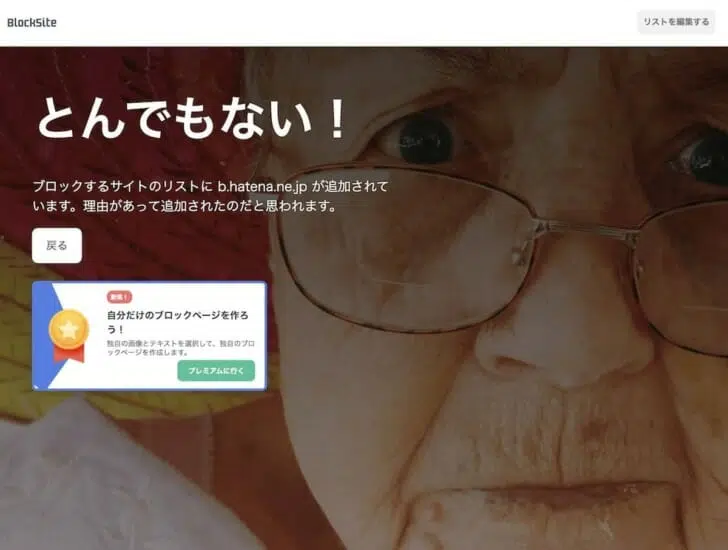 BlockSite
リストを編集する
とんでもない！
ブロックするサイトのリストに b.hatena.ne.jp が追加されて
います。理由があって追加されたのだと思われます。
戻る
自分だけのブロックページを作ろ
う！
独自の画像とテキストを選択して、独自のブロ
ックページを作成します。
プレミアムに行く